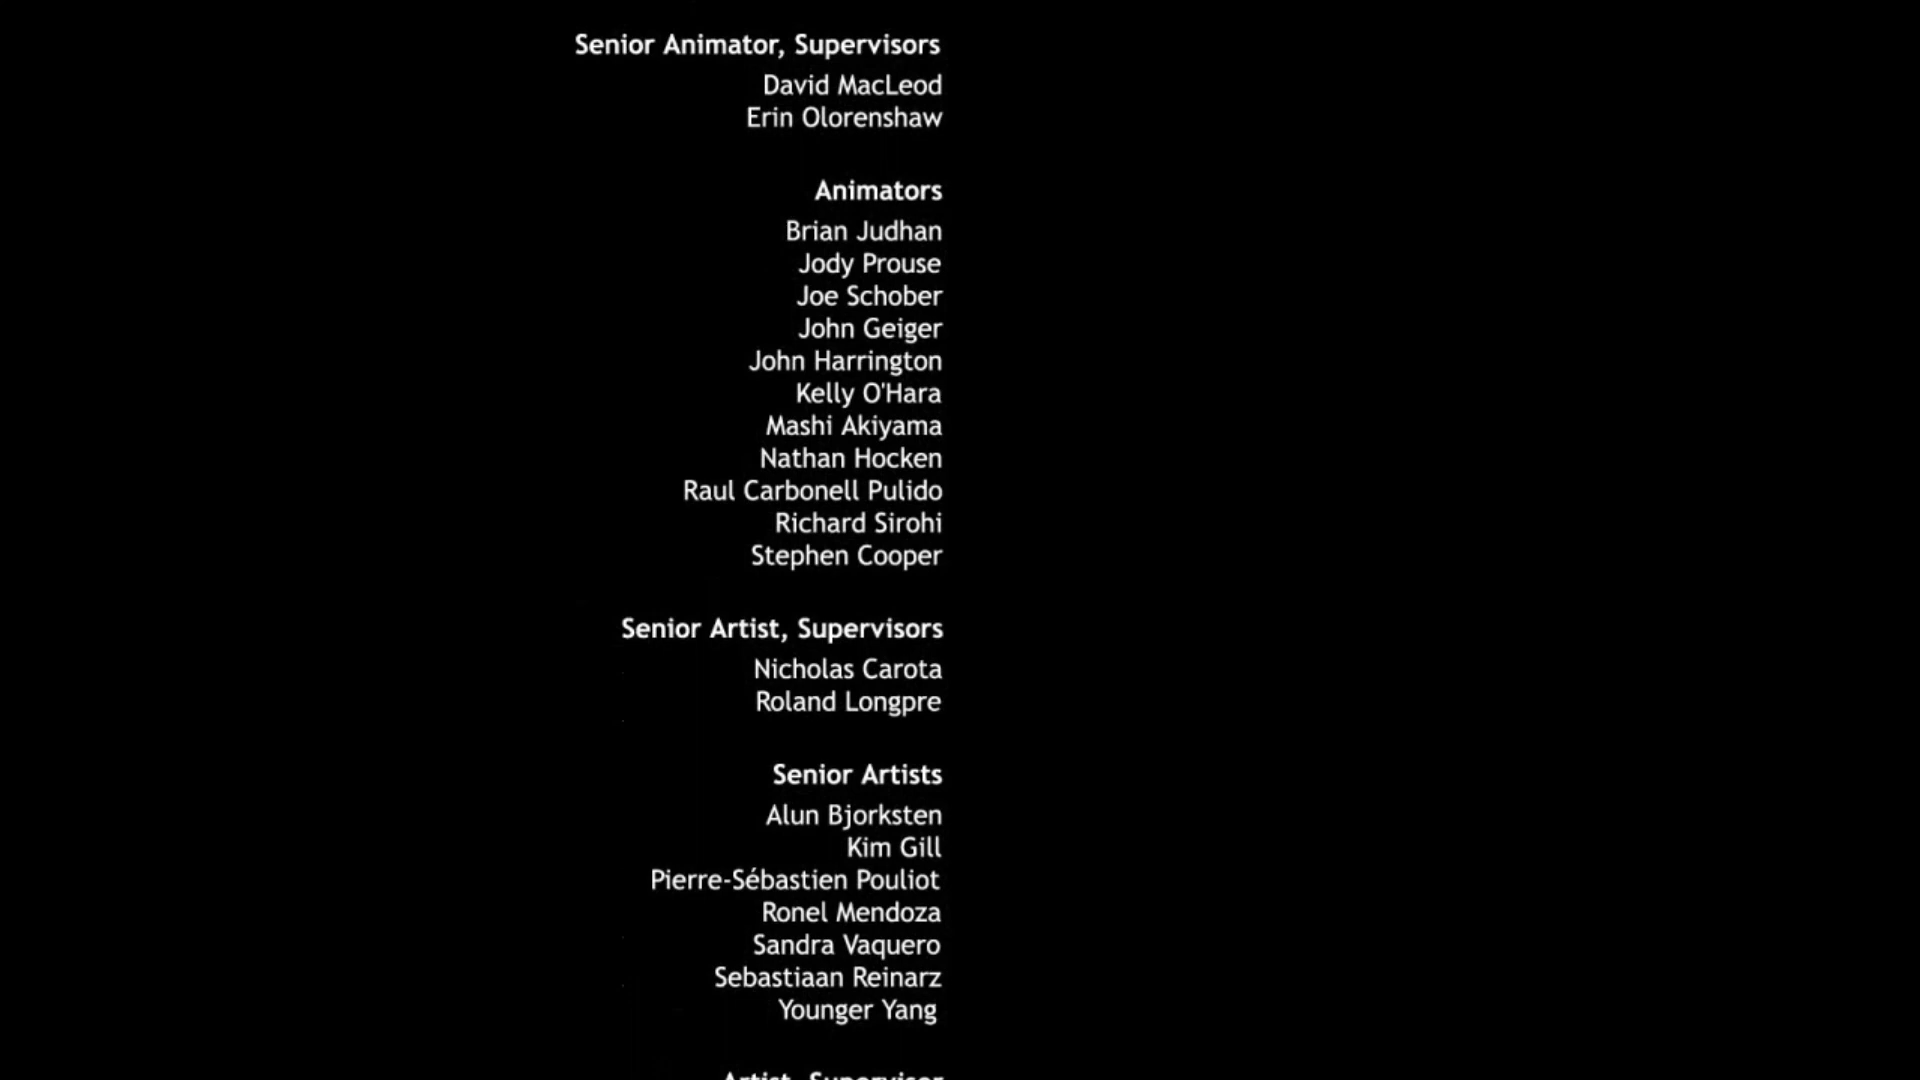 Senior Animator, Supervisors
David MacLeod
Erin Olorenshaw
Animators
Brian Judhan
Jody Prouse
Joe Schober
John Geiger
John Harrington
Kelly O'Hara
Mashi Akiyama
Nathan Hocken
Raul Carbonell Pulido
Richard Sirohi
Stephen Cooper
Senior Artist, Supervisors
Nicholas Carota
Roland Longpre
Senior Artists
Alun Bjorksten
Kim Gill
Pierre-Sébastien Pouliot
Ronel Mendoza
Sandra Vaquero
Sebastiaan Reinarz
Younger Yang
Artist, Supervisor